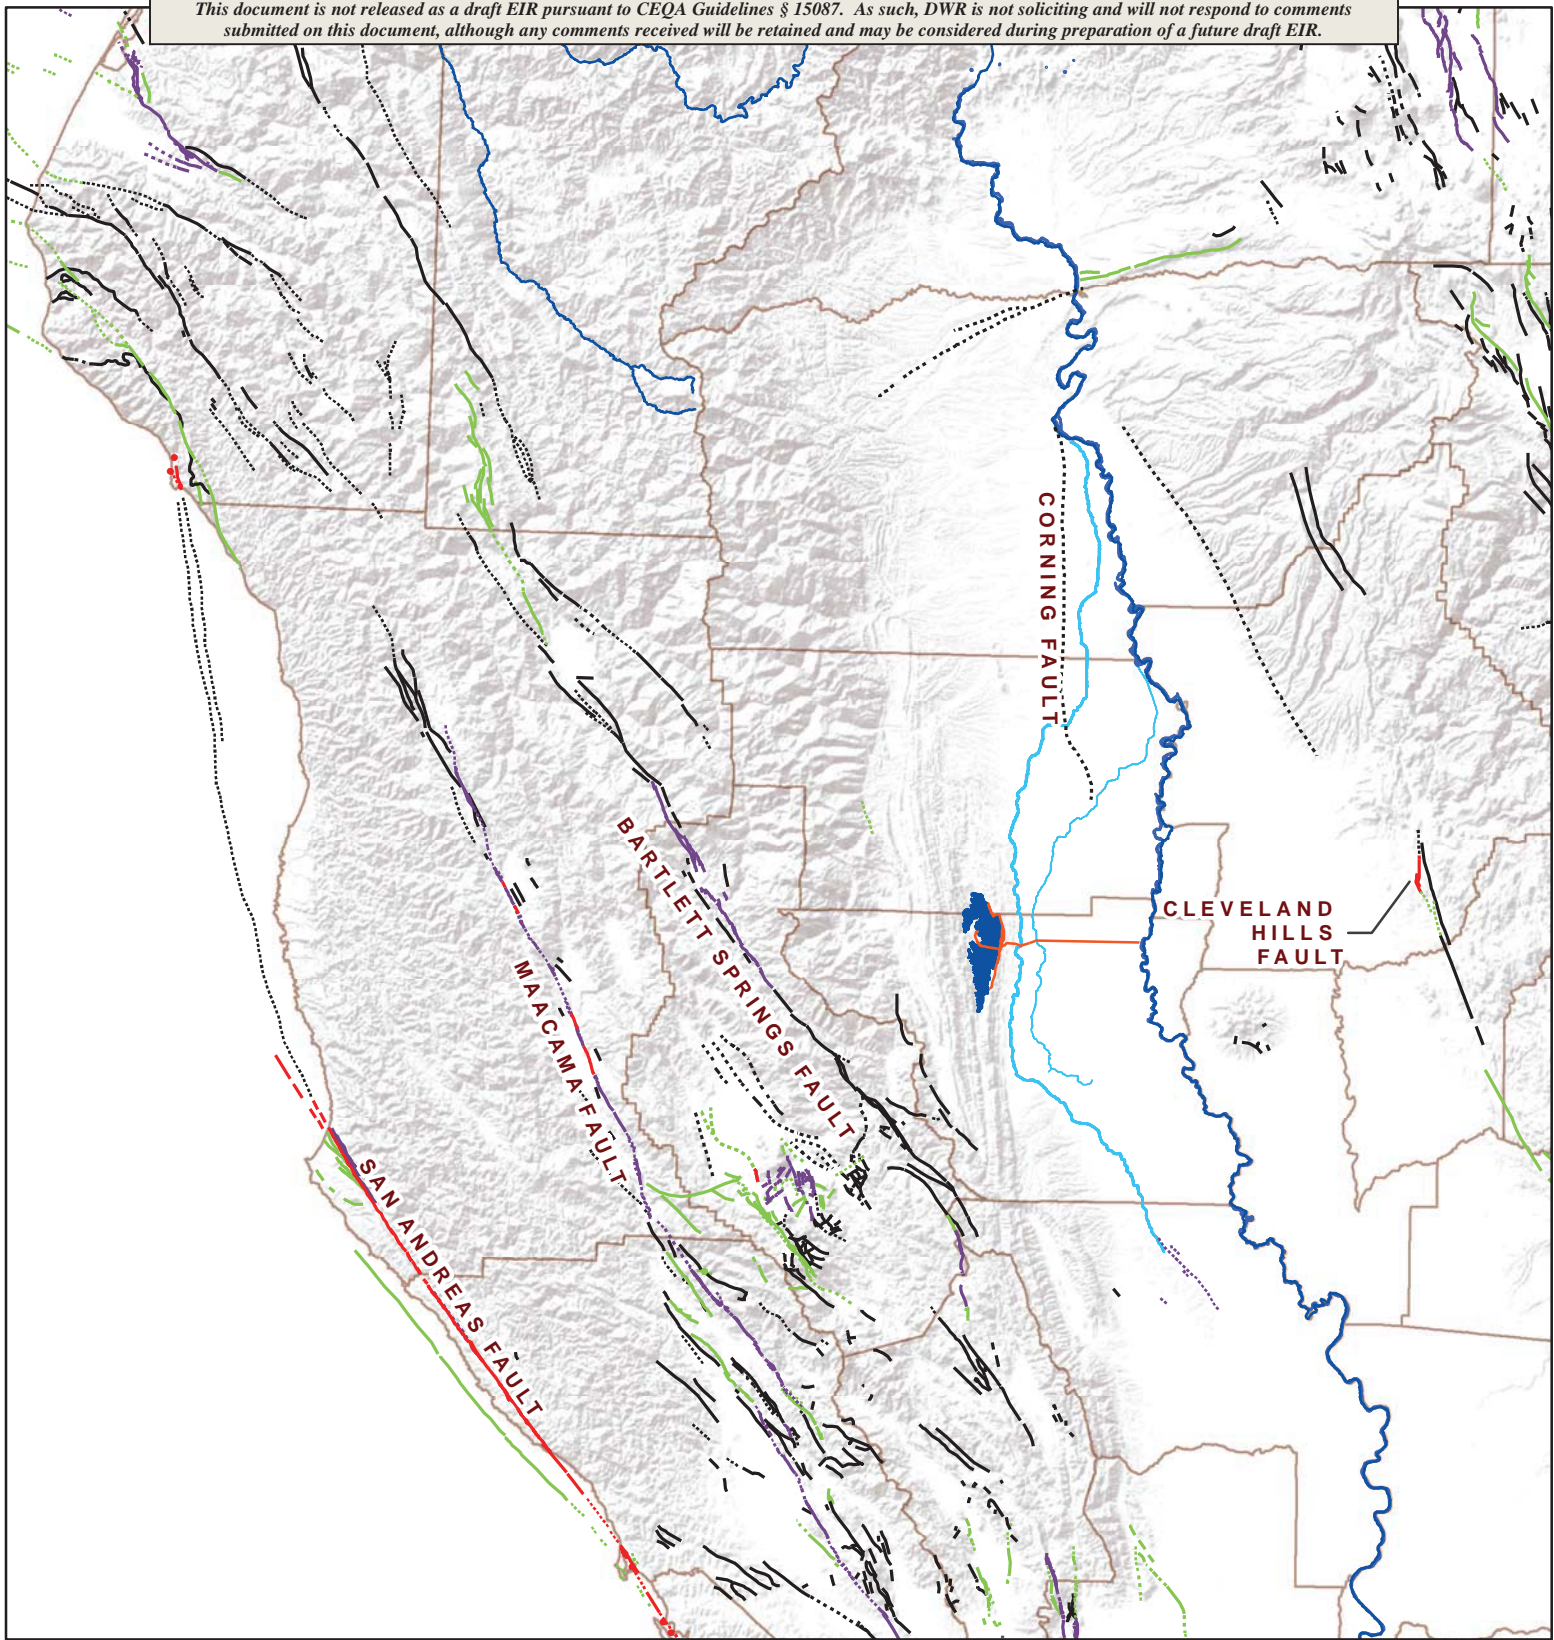 This document is not released as a draft EIR pursuant to CEQA Guidelines § 15087.  As such, DWR is not soliciting and will not respond to comments
submitted on this document, although any comments received will be retained and may be considered during preparation of a future draft EIR.
CORNING FAULT
BARTLETT SPRINGS FAULT
CLEVELAND
HILLS
FAULT
MAACAMA FAULT
SAN ANDREAS FAULT